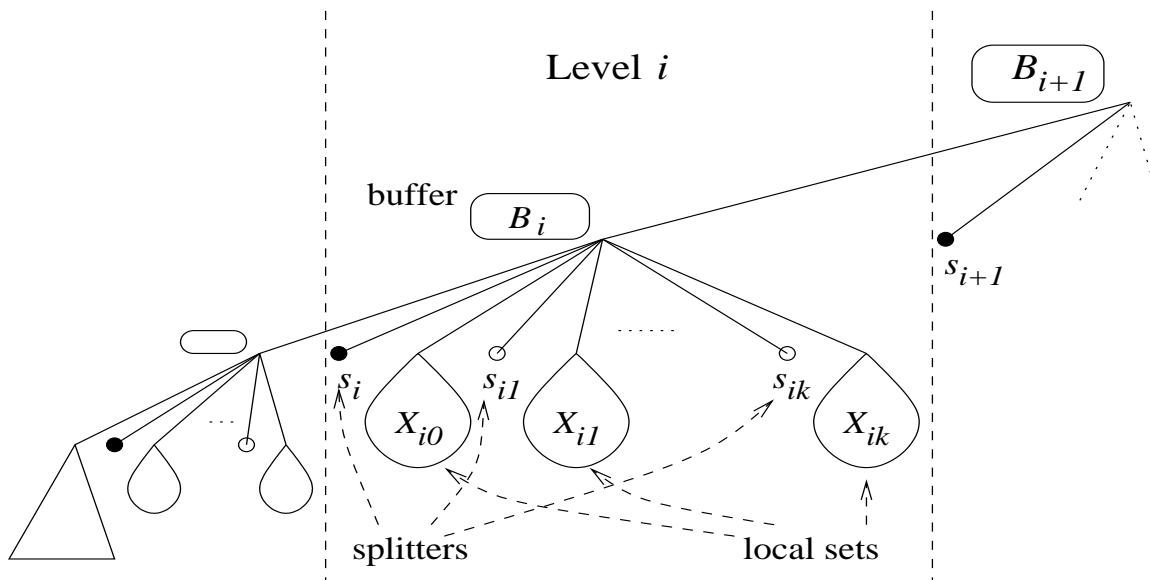 Level i
B_{i+1}
buffer
B_i
s_{i+1}
s_i
s_{i1}
s_{ik}
X_{i0}
X_{i1}
X_{ik}
splitters
local sets